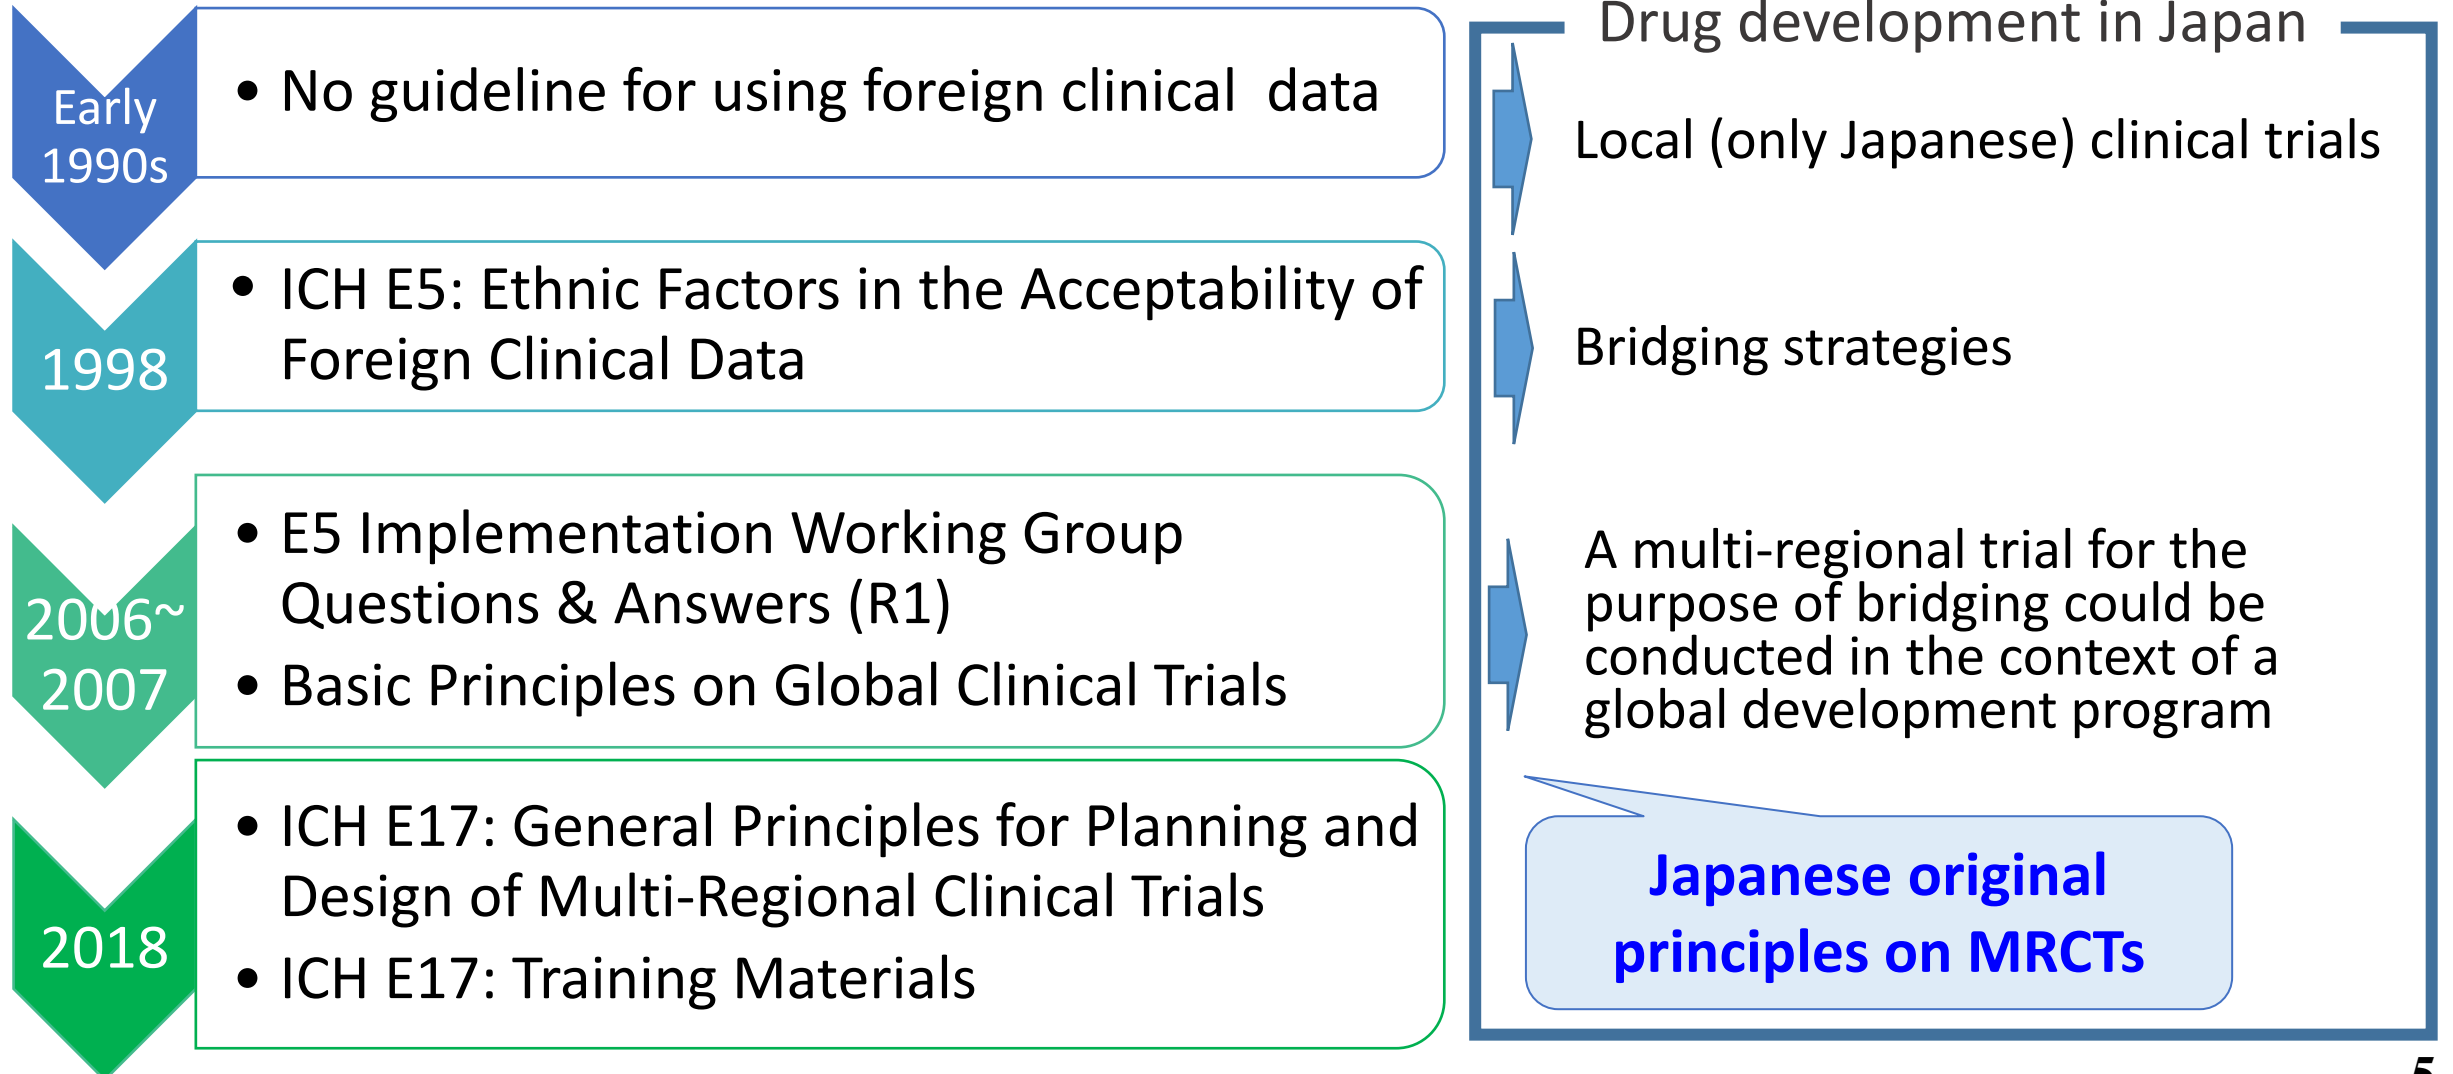 Drug development in Japan
Early
1990s
• No guideline for using foreign clinical data
Local (only Japanese) clinical trials
1998
• ICH E5: Ethnic Factors in the Acceptability of
Foreign Clinical Data
Bridging strategies
2006~
2007
• E5 Implementation Working Group
Questions & Answers (R1)
• Basic Principles on Global Clinical Trials
A multi-regional trial for the
purpose of bridging could be
conducted in the context of a
global development program
2018
• ICH E17: General Principles for Planning and
Design of Multi-Regional Clinical Trials
• ICH E17: Training Materials
Japanese original
principles on MRCTs